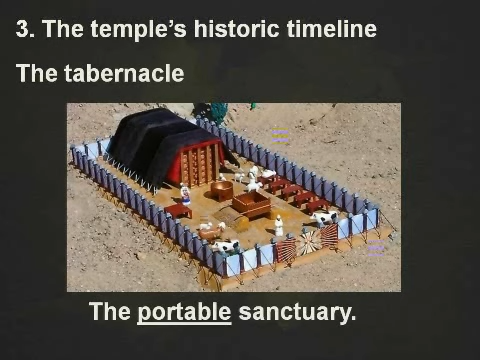 3. The temple's historic timeline
The tabernacle
The portable sanctuary.